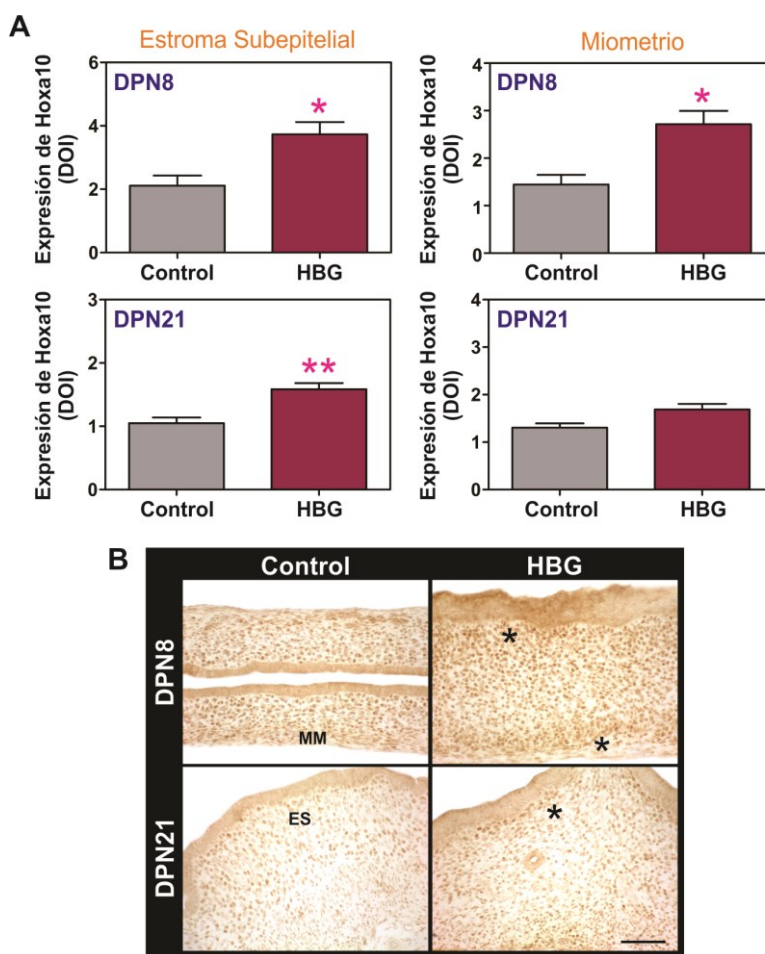 A
Estroma Subepitelial
Miometrio
DPN8
Expresión de Hoxa10
(DOI)
6
4
2
0
*
Control
HBG
DPN8
Expresión de Hoxa10
(DOI)
4
3
2
1
0
*
Control
HBG
DPN21
Expresión de Hoxa10
(DOI)
3
2
1
0
**
Control
HBG
DPN21
Expresión de Hoxa10
(DOI)
4
3
2
1
0
Control
HBG
B
Control
HBG
DPN8
MM
*
*
DPN21
ES
*